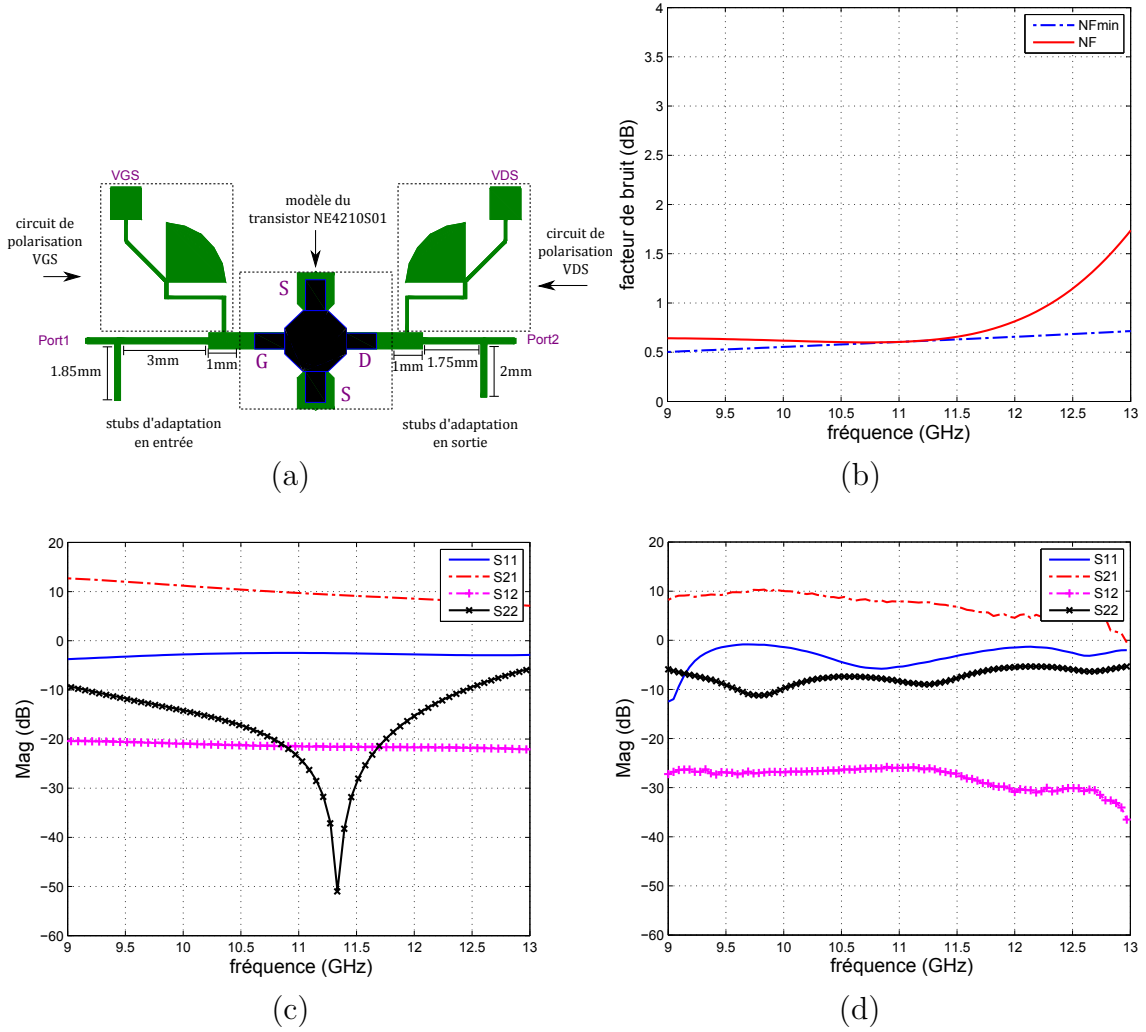 VGS
VDS
modèle du
transistor NE4210S01
circuit de
polarisation
VGS
circuit de
polarisation
VDS
S
Port1
Port2
G
D
3mm
1mm
1mm
1.75mm
1.85mm
2mm
S
stubs d'adaptation
en entrée
stubs d'adaptation
en sortie
(a)
4
3.5
3
2.5
2
1.5
1
0.5
0
facteur de bruit (dB)
NFmin
NF
9 9.5 10 10.5 11 11.5 12 12.5 13
fréquence (GHz)
(b)
20
10
0
−10
−20
−30
−40
−50
−60
Mag (dB)
S11
S21
S12
S22
9 9.5 10 10.5 11 11.5 12 12.5 13
fréquence (GHz)
(c)
20
10
0
−10
−20
−30
−40
−50
−60
Mag (dB)
S11
S21
S12
S22
9 9.5 10 10.5 11 11.5 12 12.5 13
fréquence (GHz)
(d)